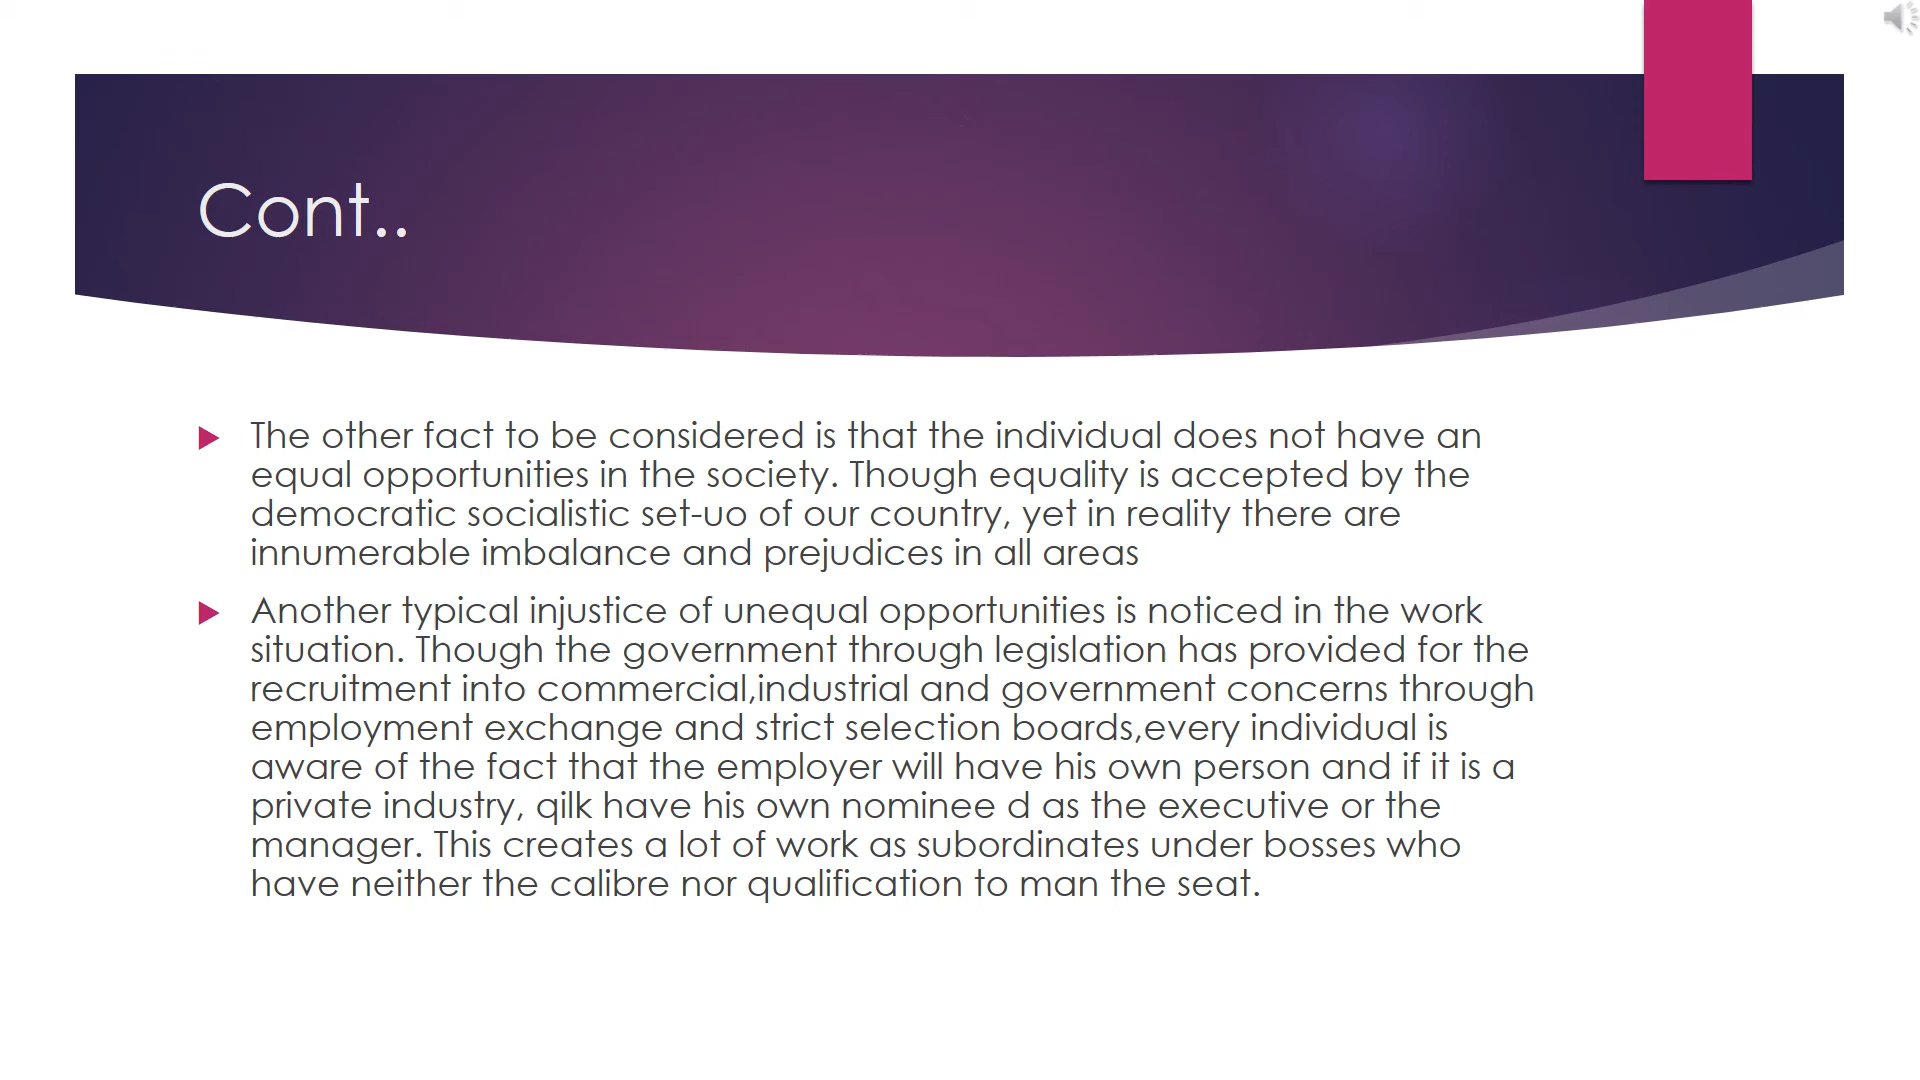 Cont..
The other fact to be considered is that the individual does not have an
equal opportunities in the society. Though equality is accepted by the
democratic socialistic set-uo of our country, yet in reality there are
innumerable imbalance and prejudices in all areas
Another typical injustice of unequal opportunities is noticed in the work
situation. Though the government through legislation has provided for the
recruitment into commercial,industrial and government concerns through
employment exchange and strict selection boards,every individual is
aware of the fact that the employer will have his own person and if it is a
private industry, qilk have his own nominee d as the executive or the
manager. This creates a lot of work as subordinates under bosses who
have neither the calibre nor qualification to man the seat.